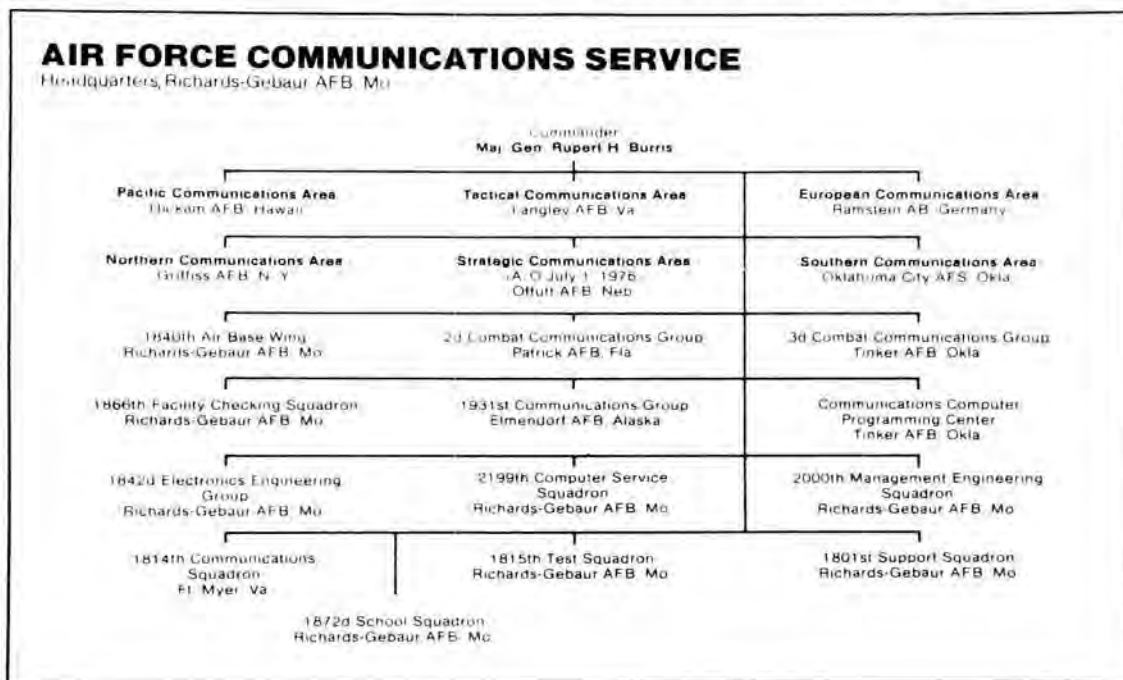 AIR FORCE COMMUNICATIONS SERVICE
Headquarters, Richards-Gebaur AFB Mo
Commander
Maj Gen Rupert H Burris
Pacific Communications Area
Hickam AFB Hawaii
Tactical Communications Area
Langley AFB Va
European Communications Area
Ramstein AB Germany
Northern Communications Area
Griffiss AFB N Y
Strategic Communications Area
(A O July 1 1976
Offutt AFB Neb
Southern Communications Area
Oklahoma City AFS Okla
1840th Air Base Wing
Richards-Gebaur AFB Mo
2d Combat Communications Group
Patrick AFB Fla
3d Combat Communications Group
Tinker AFB Okla
1866th Facility Checking Squadron
Richards-Gebaur AFB Mo
1931st Communications Group
Elmendorf AFB Alaska
Communications Computer
Programming Center
Tinker AFB Okla
1842d Electronics Engineering
Group
Richards-Gebaur AFB Mo
2199th Computer Service
Squadron
Richards-Gebaur AFB Mo
2000th Management Engineering
Squadron
Richards-Gebaur AFB Mo
1814th Communications
Squadron
Ft Myer Va
1815th Test Squadron
Richards-Gebaur AFB Mo
1801st Support Squadron
Richards-Gebaur AFB Mo
1872d School Squadron
Richards-Gebaur AFB Mo